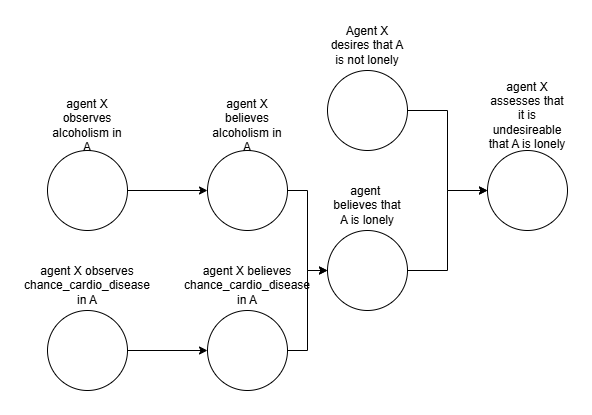 Agent X
desires that A
is not lonely
agent X
assesses that
it is
undesireable
that A is lonely
agent X
observes
alcoholism in
A
agent X
believes
alcoholism in
A
agent
believes that
A is lonely
agent X observes
chance_cardio_disease
in A
agent X believes
chance_cardio_disease
in A